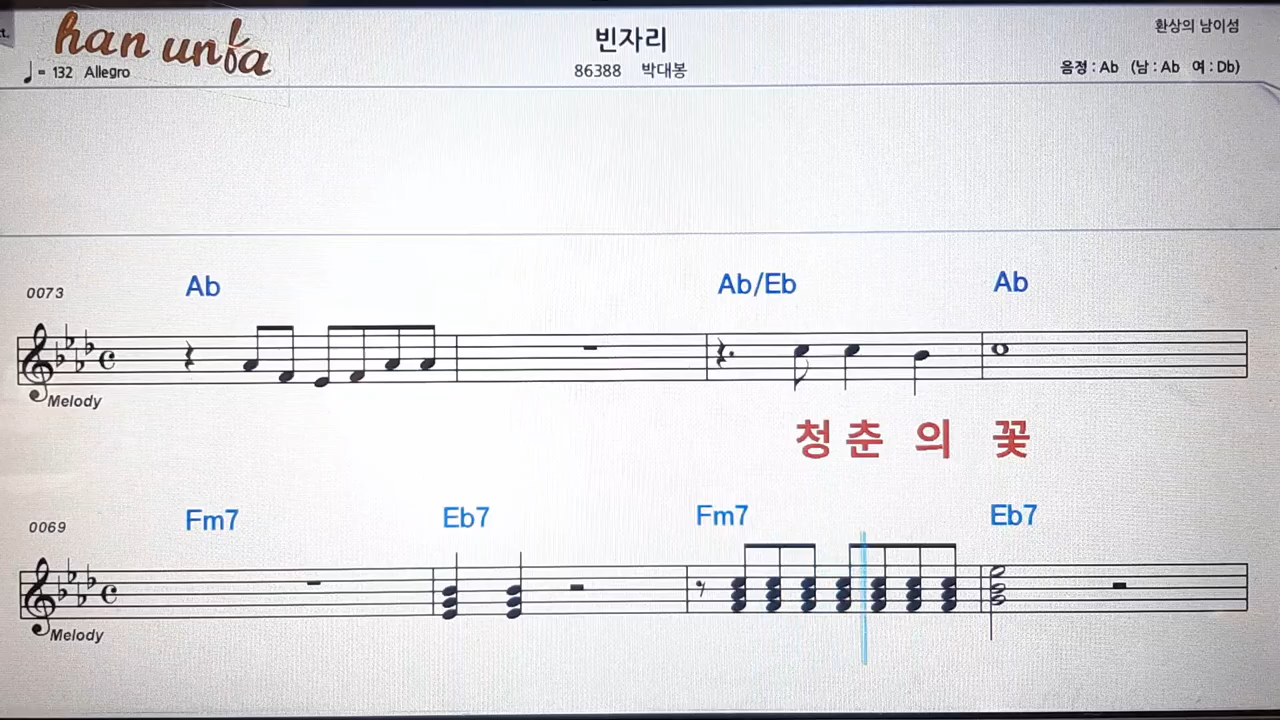 t.
han unfa
= 132 Allegro
빈자리
86388 박대봉
환상의 남이섬
음정 : Ab (남 : Ab 여 : Db)
0073
Ab
Ab/Eb
Ab
Melody
청춘의 꽃
0069
Fm7
Eb7
Fm7
Eb7
Melody